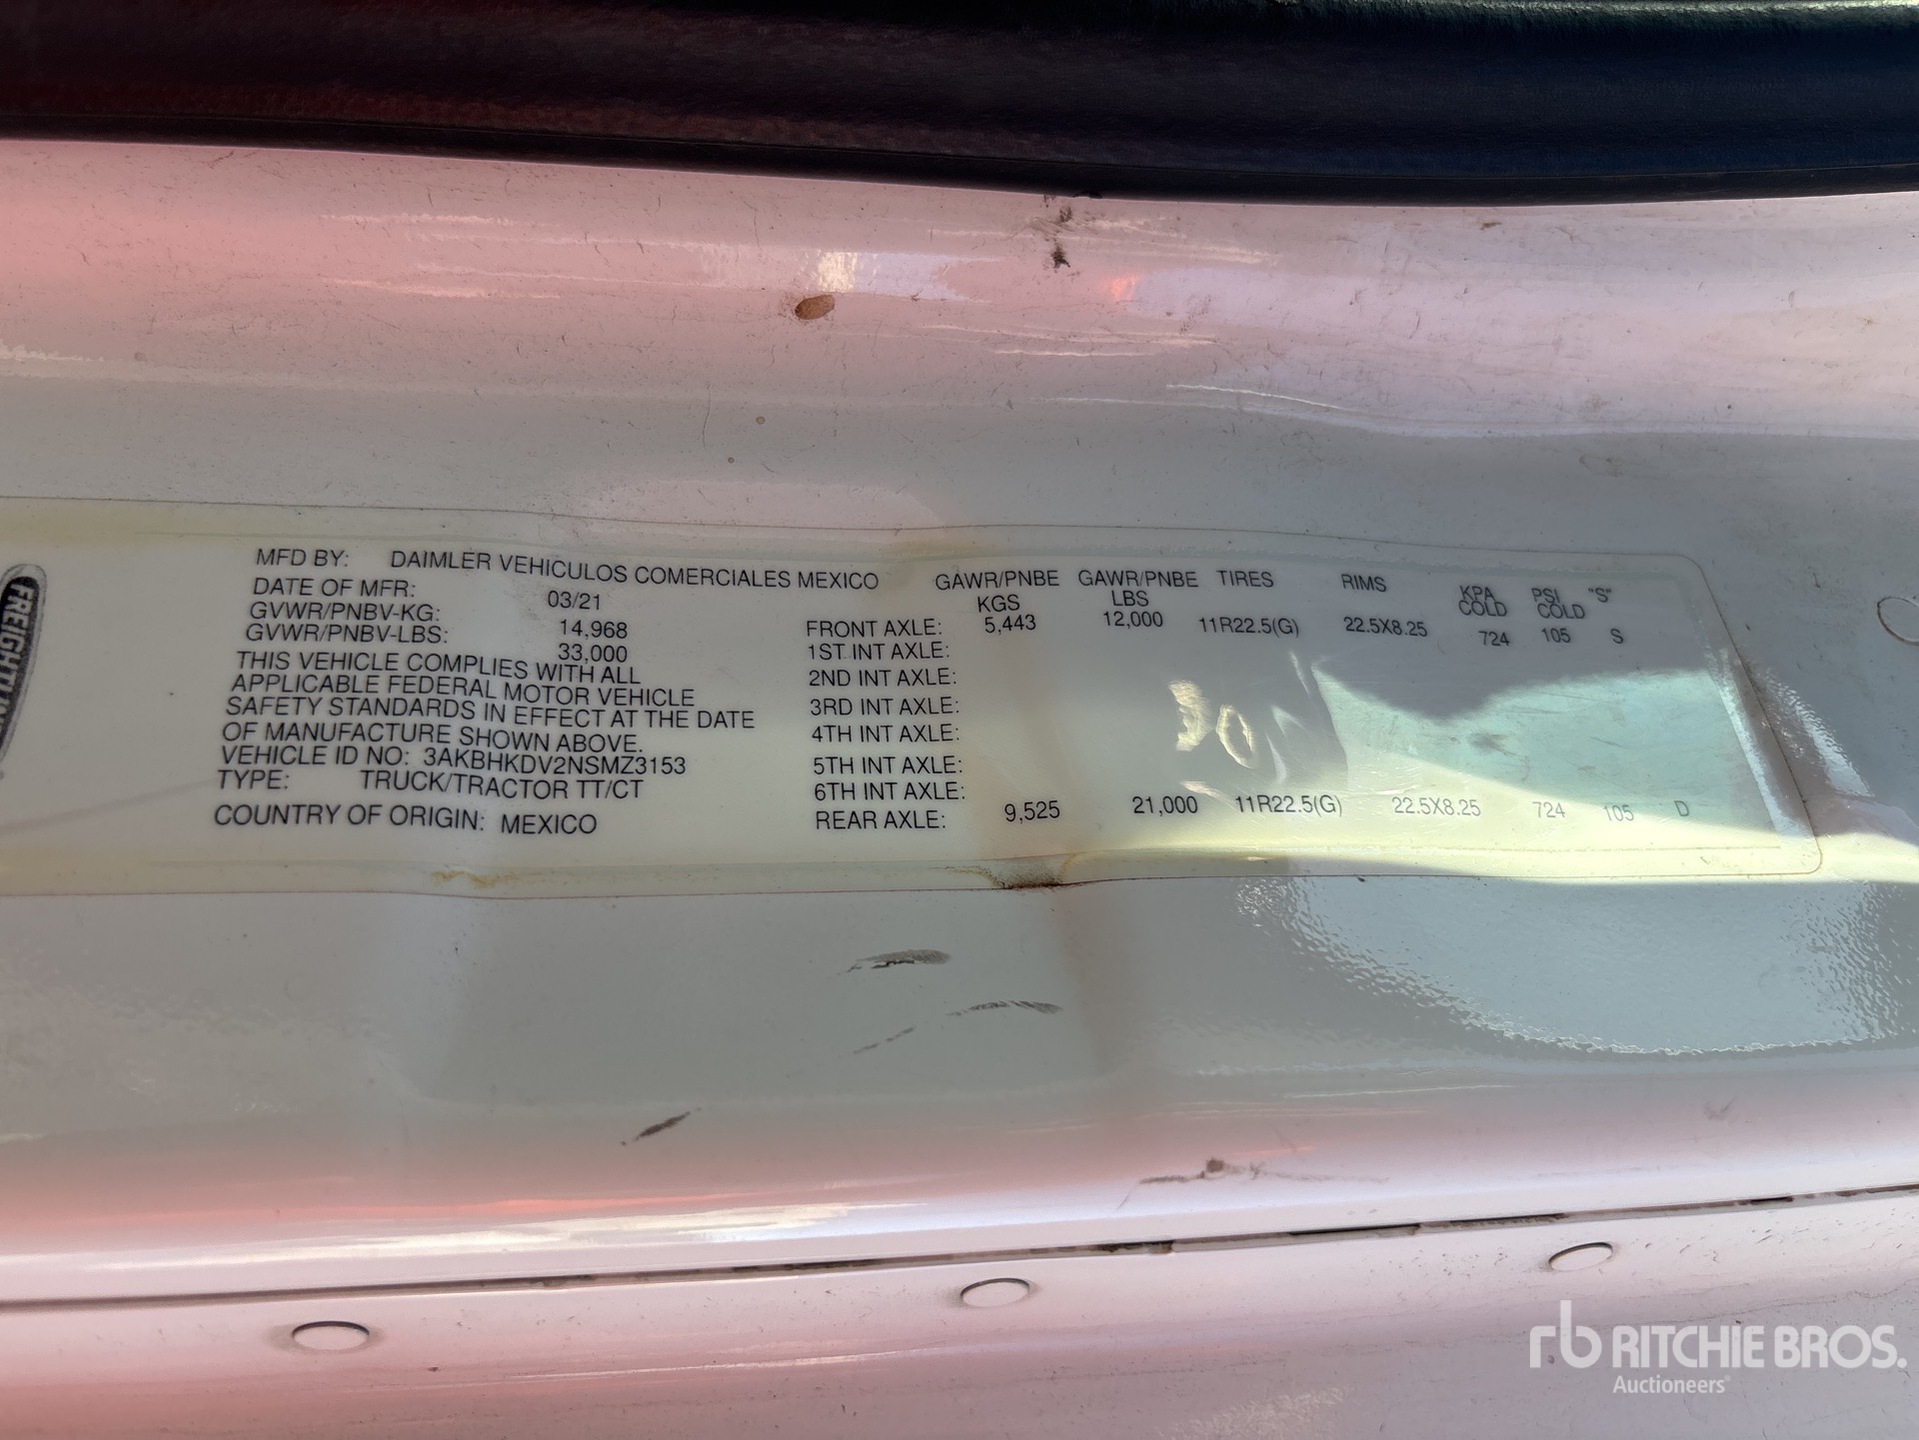 FREIGHTLINER
MFD BY: DAIMLER VEHICULOS COMERCIALES MEXICO
DATE OF MFR: 03/21
GVWR/PNBV-KG: 14,968
GVWR/PNBV-LBS: 33,000
THIS VEHICLE COMPLIES WITH ALL
APPLICABLE FEDERAL MOTOR VEHICLE
SAFETY STANDARDS IN EFFECT AT THE DATE
OF MANUFACTURE SHOWN ABOVE.
VEHICLE ID NO: 3AKBHKDV2NSMZ3153
TYPE: TRUCK/TRACTOR TT/CT
COUNTRY OF ORIGIN: MEXICO
GAWR/PNBE KGS GAWR/PNBE LBS TIRES RIMS KPA COLD PSI COLD "S"
FRONT AXLE: 5,443 12,000 11R22.5(G) 22.5X8.25 724 105 S
1ST INT AXLE:
2ND INT AXLE:
3RD INT AXLE:
4TH INT AXLE:
5TH INT AXLE:
6TH INT AXLE:
REAR AXLE: 9,525 21,000 11R22.5(G) 22.5X8.25 724 105 D
rb RITCHIE BROS.
Auctioneers